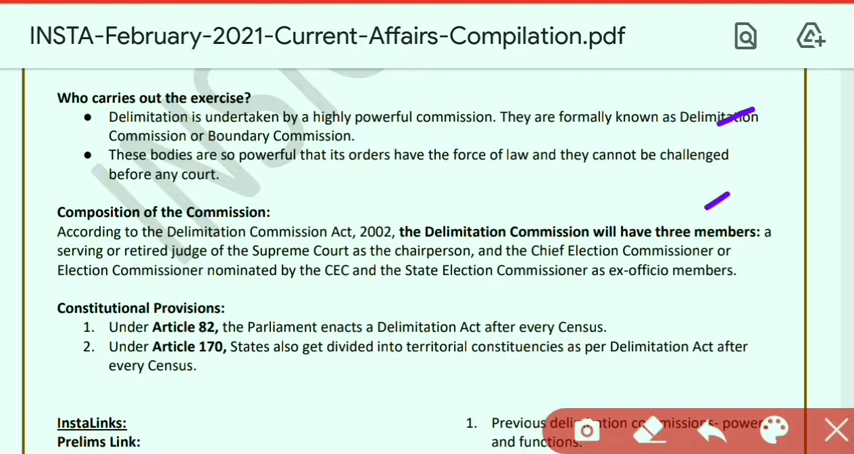 INSTA-February-2021-Current-Affairs-Compilation.pdf
Who carries out the exercise?
● Delimitation is undertaken by a highly powerful commission. They are formally known as Delimitation
Commission or Boundary Commission.
● These bodies are so powerful that its orders have the force of law and they cannot be challenged
before any court.
Composition of the Commission:
According to the Delimitation Commission Act, 2002, the Delimitation Commission will have three members: a
serving or retired judge of the Supreme Court as the chairperson, and the Chief Election Commissioner or
Election Commissioner nominated by the CEC and the State Election Commissioner as ex-officio members.
Constitutional Provisions:
1. Under Article 82, the Parliament enacts a Delimitation Act after every Census.
2. Under Article 170, States also get divided into territorial constituencies as per Delimitation Act after
every Census.
InstaLinks:
Prelims Link:
1. Previous delimitation commissions- power
and functions.